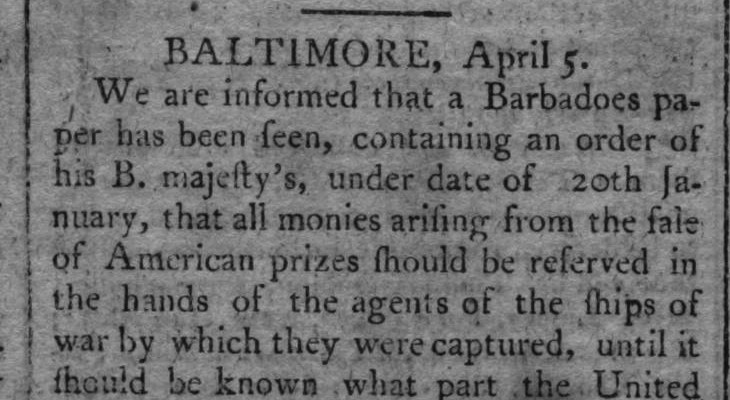 BALTIMORE, April 5.
We are informed that a Barbadoes pa-
per has been ſeen, containing an order of
his B. majeſty's, under date of 20th Ja-
nuary, that all monies ariſing from the ſale
of American prizes ſhould be reſerved in
the hands of the agents of the ſhips of
war by which they were captured, until it
ſhould be known what part the United